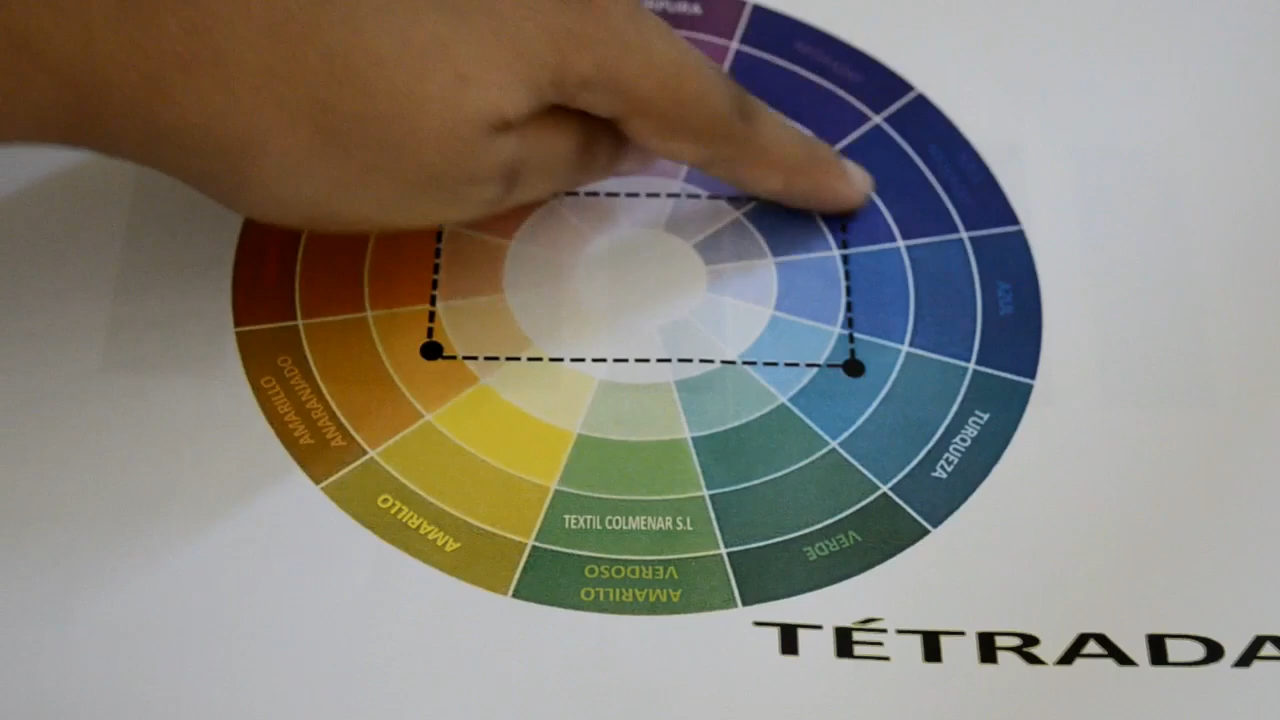 AZUL
TURQUEZA
VERDE
AMARILLO
VERDOSO
AMARILLO
AMARILLO
ANARANJADO
TEXTIL COLMENAR S.L
TÉTRADA